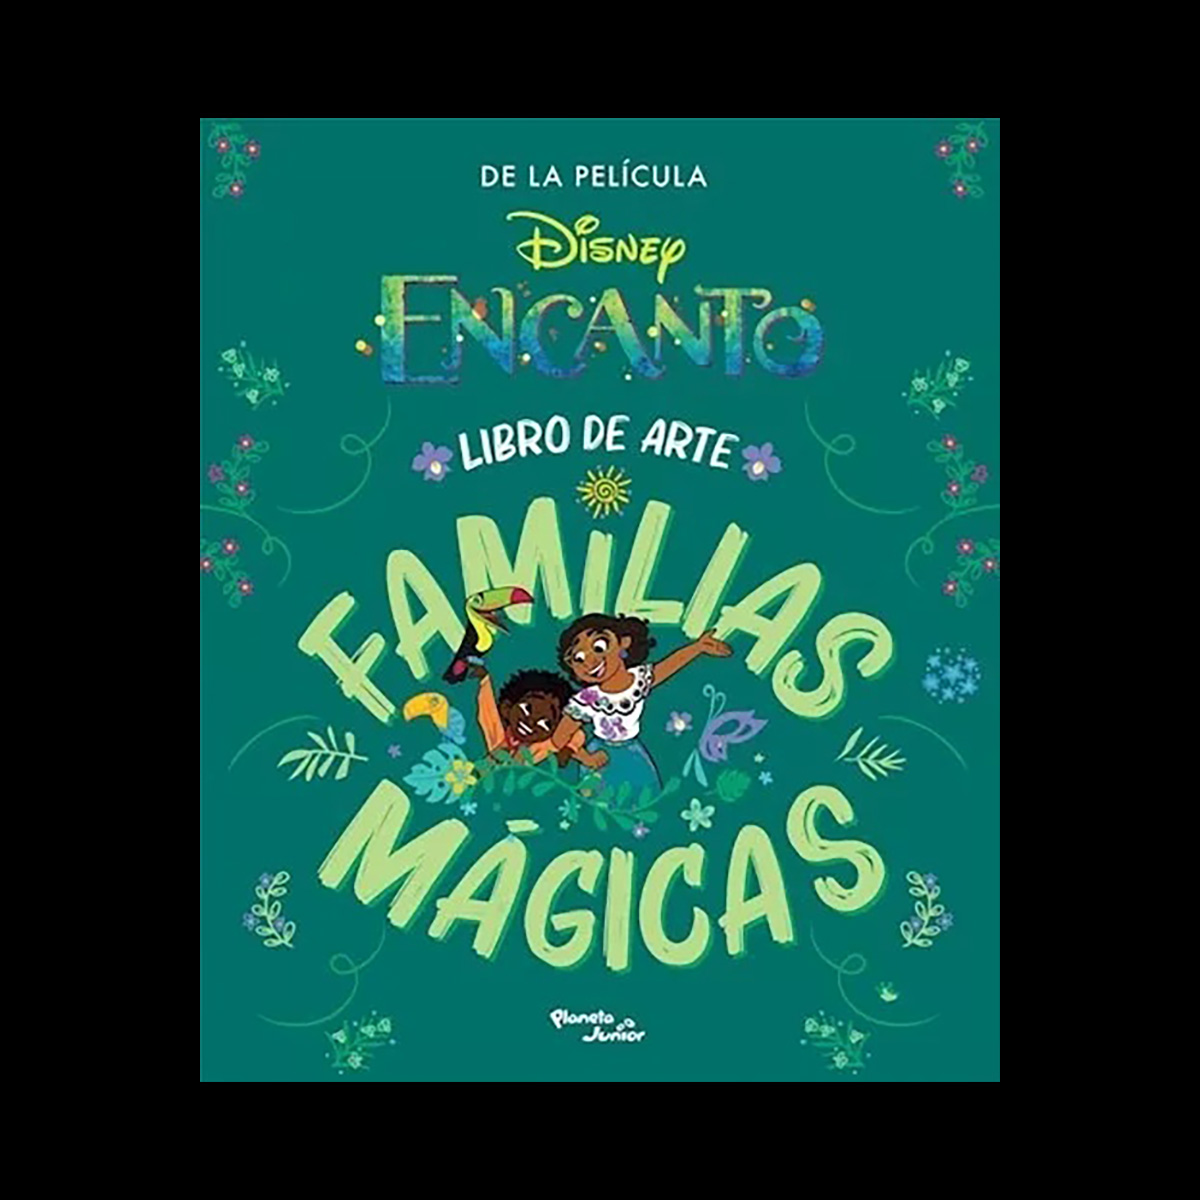 DE LA PELÍCULA
DISNEY
ENCANTO
LIBRO DE ARTE
FAMILIAS
MÁGICAS
Planeta
Junior